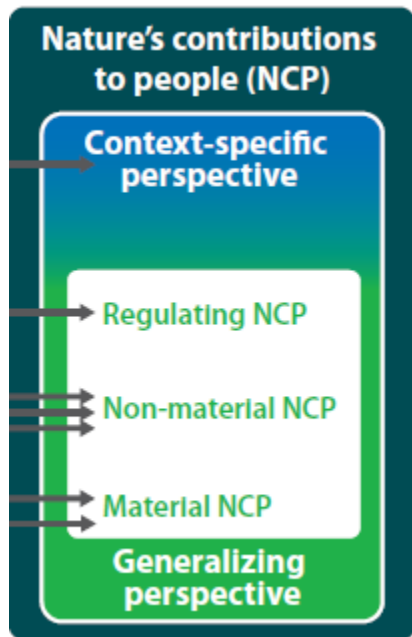 Nature's contributions
to people (NCP)
Context-specific
perspective
Regulating NCP
Non-material NCP
Material NCP
Generalizing
perspective